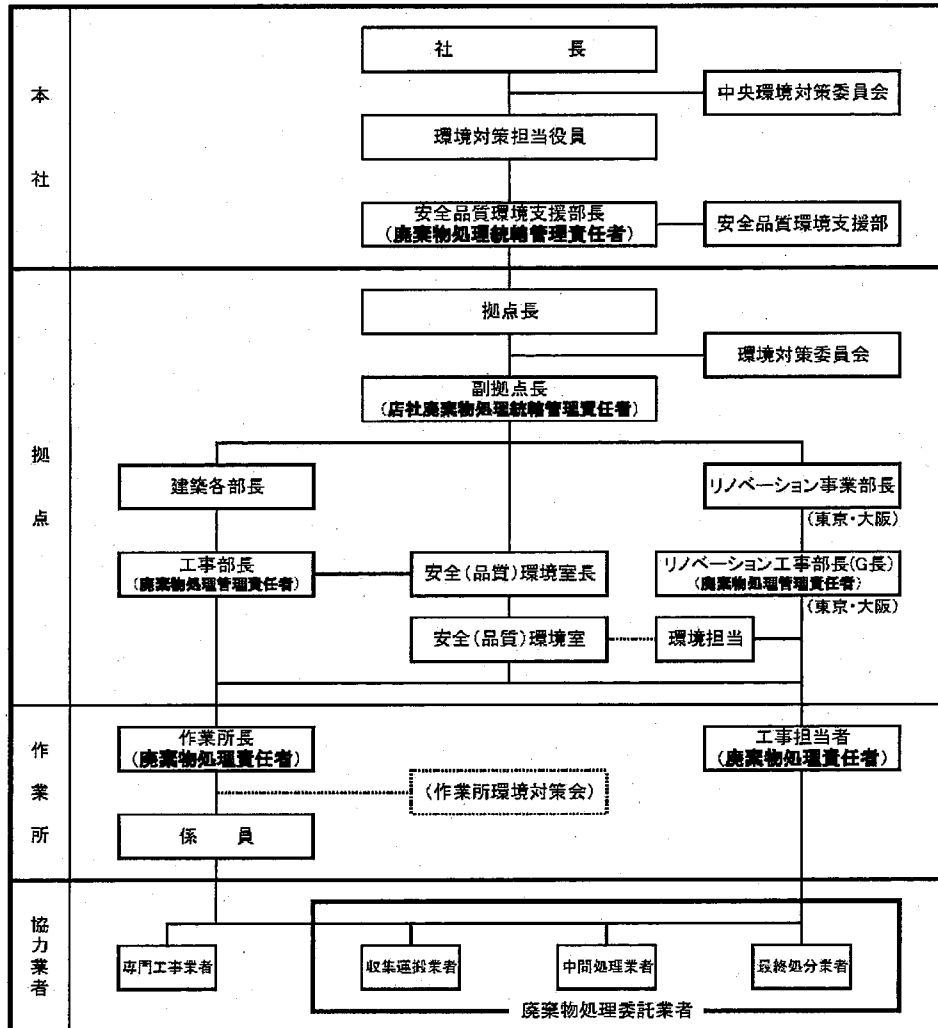 本社
社　　　長
中央環境対策委員会
環境対策担当役員
安全品質環境支援部長
(廃棄物処理統轄管理責任者)
安全品質環境支援部
拠点
拠点長
環境対策委員会
副拠点長
(店社廃棄物処理統轄管理責任者)
建築各部長
リノベーション事業部長
(東京・大阪)
工事部長
(廃棄物処理管理責任者)
安全(品質)環境室長
リノベーション工事部長(G長)
(廃棄物処理管理責任者)
(東京・大阪)
安全(品質)環境室
環境担当
作業所
作業所長
(廃棄物処理責任者)
工事担当者
(廃棄物処理責任者)
(作業所環境対策会)
係　　員
協力業者
専門工事業者
収集運搬業者
中間処理業者
最終処分業者
廃棄物処理委託業者